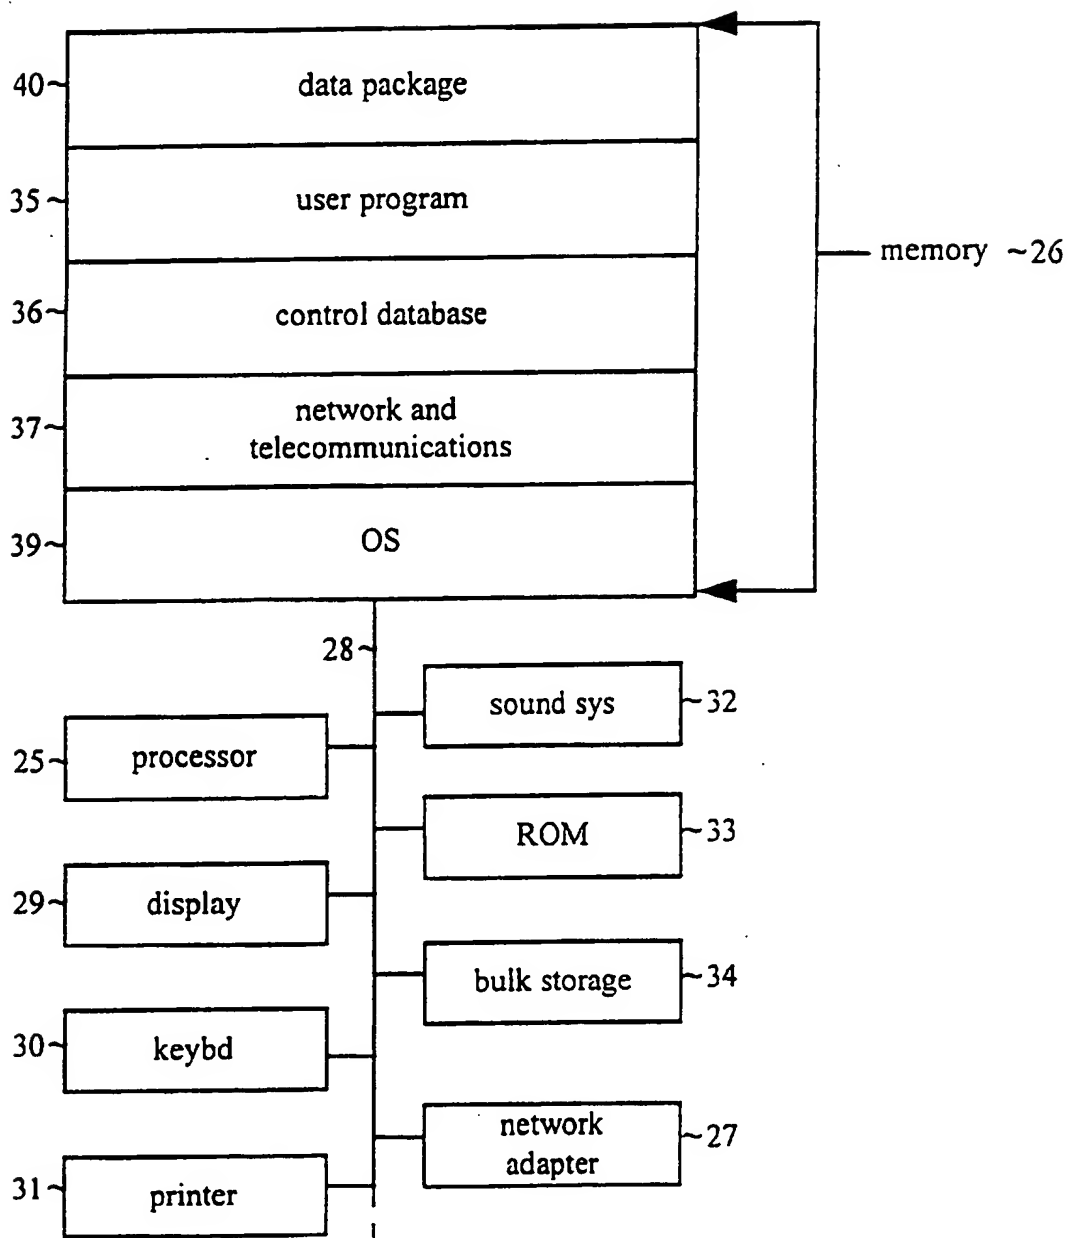 40~ data package
35~ user program
memory ~26
36~ control database
network and
37~ telecommunications
39~ OS
28~
sound sys ~32
25~ processor
ROM ~33
29~ display
bulk storage ~34
30~ keybd
network
adapter ~27
31~ printer